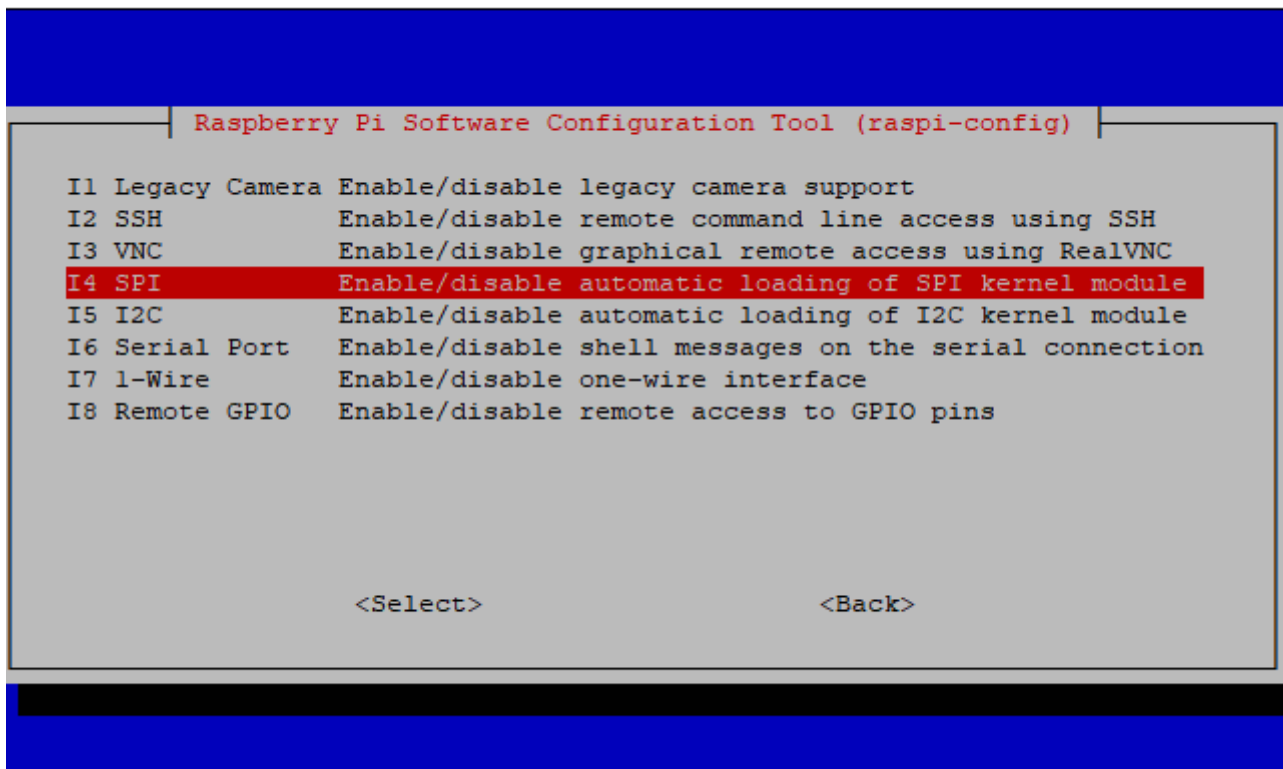 Raspberry Pi Software Configuration Tool (raspi-config)
I1 Legacy Camera Enable/disable legacy camera support
I2 SSH Enable/disable remote command line access using SSH
I3 VNC Enable/disable graphical remote access using RealVNC
I4 SPI Enable/disable automatic loading of SPI kernel module
I5 I2C Enable/disable automatic loading of I2C kernel module
I6 Serial Port Enable/disable shell messages on the serial connection
I7 1-Wire Enable/disable one-wire interface
I8 Remote GPIO Enable/disable remote access to GPIO pins
<Select> <Back>